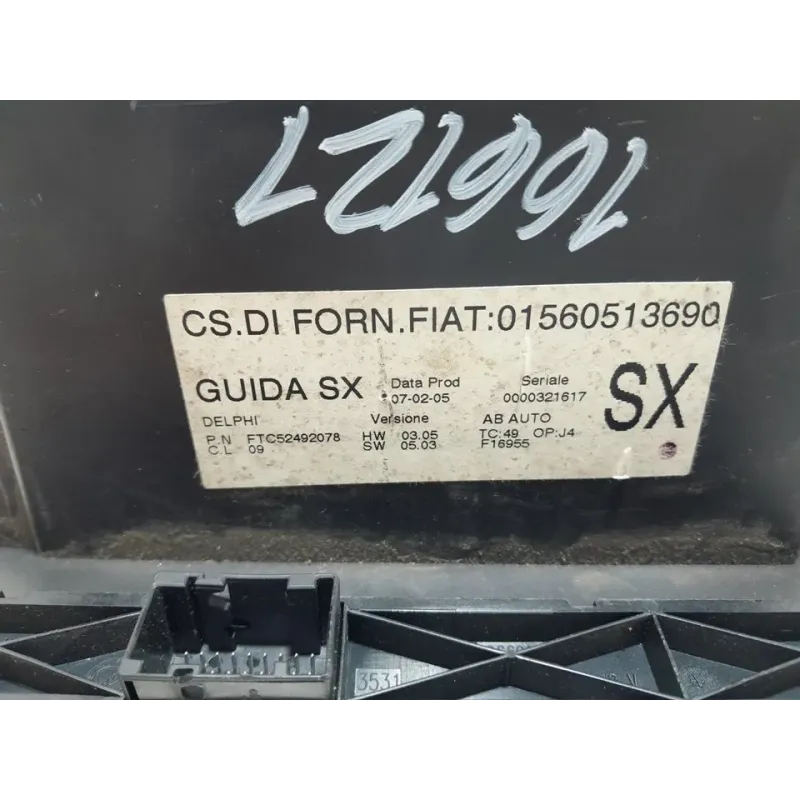 CS.DI FORN.FIAT:01560513690
GUIDA SX Data Prod Seriale SX
07-02-05 0000321617
DELPHI Versione AB AUTO
P.N FTC52492078 HW 03.05 TC:49 OP:J4
C.L 09 SW 05.03 F16955
3531